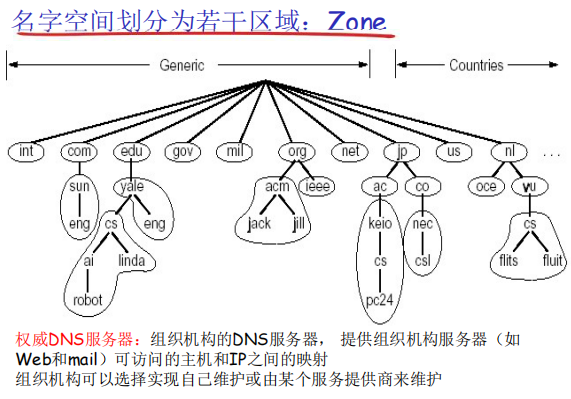 名字空间划分为若干区域：Zone
Generic Countries
int com edu gov mil org net jp us nl ...
sun yale acm ieee ac co oce vu
eng cs eng jack jill keio nec cs
ai linda cs csl flits fluit
robot pc24
权威DNS服务器：组织机构的DNS服务器， 提供组织机构服务器（如
Web和mail）可访问的主机和IP之间的映射
组织机构可以选择实现自己维护或由某个服务提供商来维护